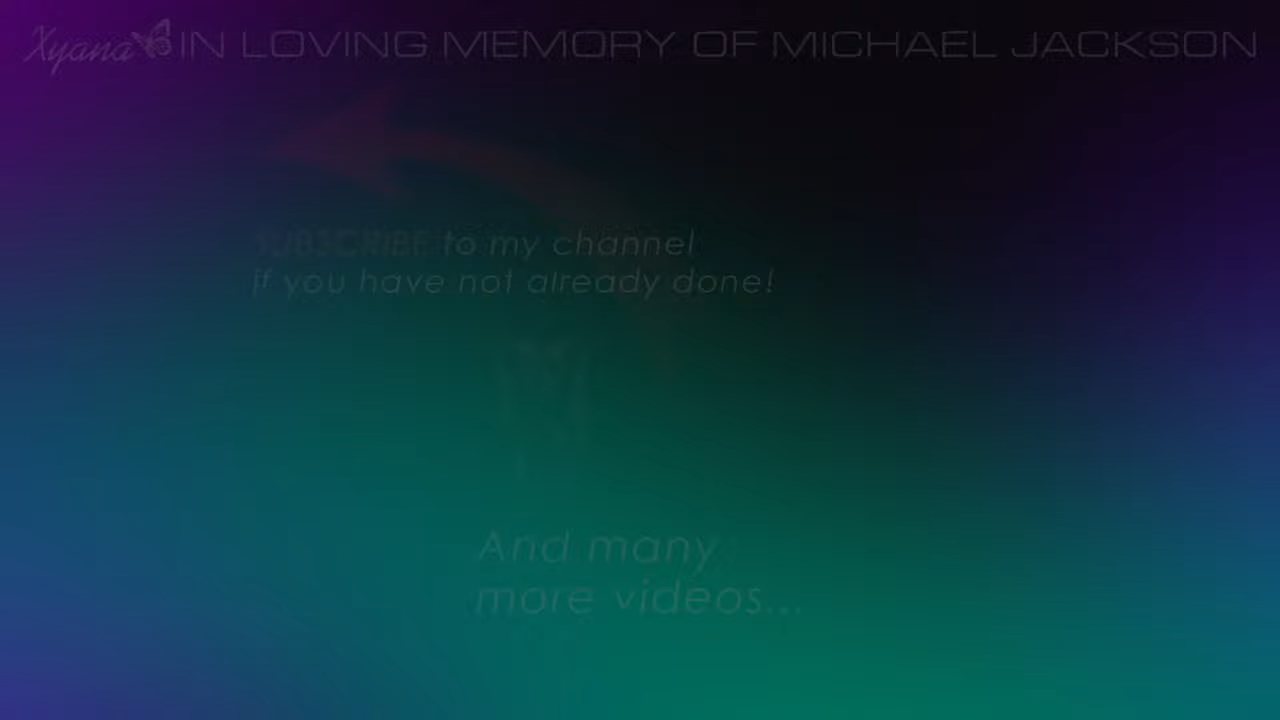 Xyana IN LOVING MEMORY OF MICHAEL JACKSON
SUBSCRIBE to my channel
if you have not already done!
And many
more videos...